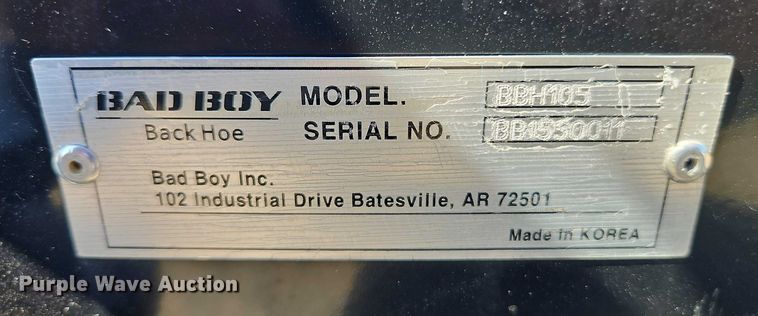 BAD BOY MODEL. BBH105
Back Hoe SERIAL NO. BB1550011
Bad Boy Inc.
102 Industrial Drive Batesville, AR 72501
Made in KOREA
Purple Wave Auction